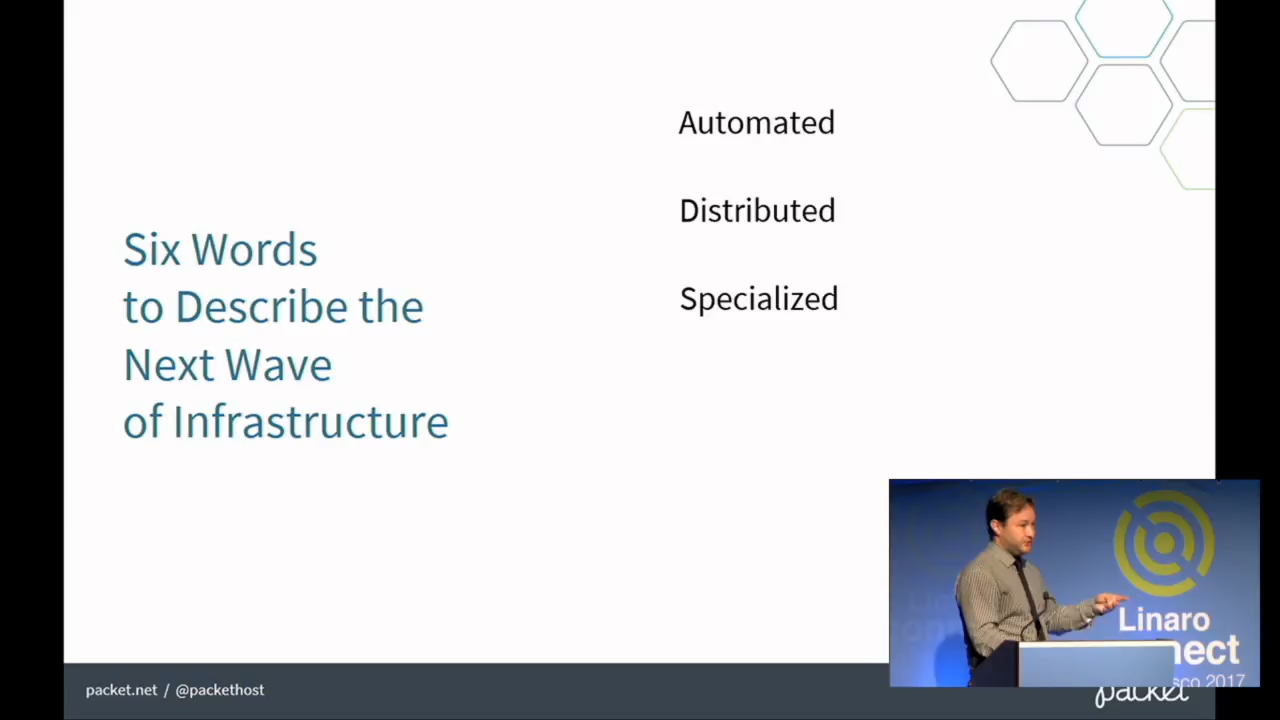 Six Words
to Describe the
Next Wave
of Infrastructure
Automated
Distributed
Specialized
packet.net / @packethost
packet
Linaro
nect
sco 2017